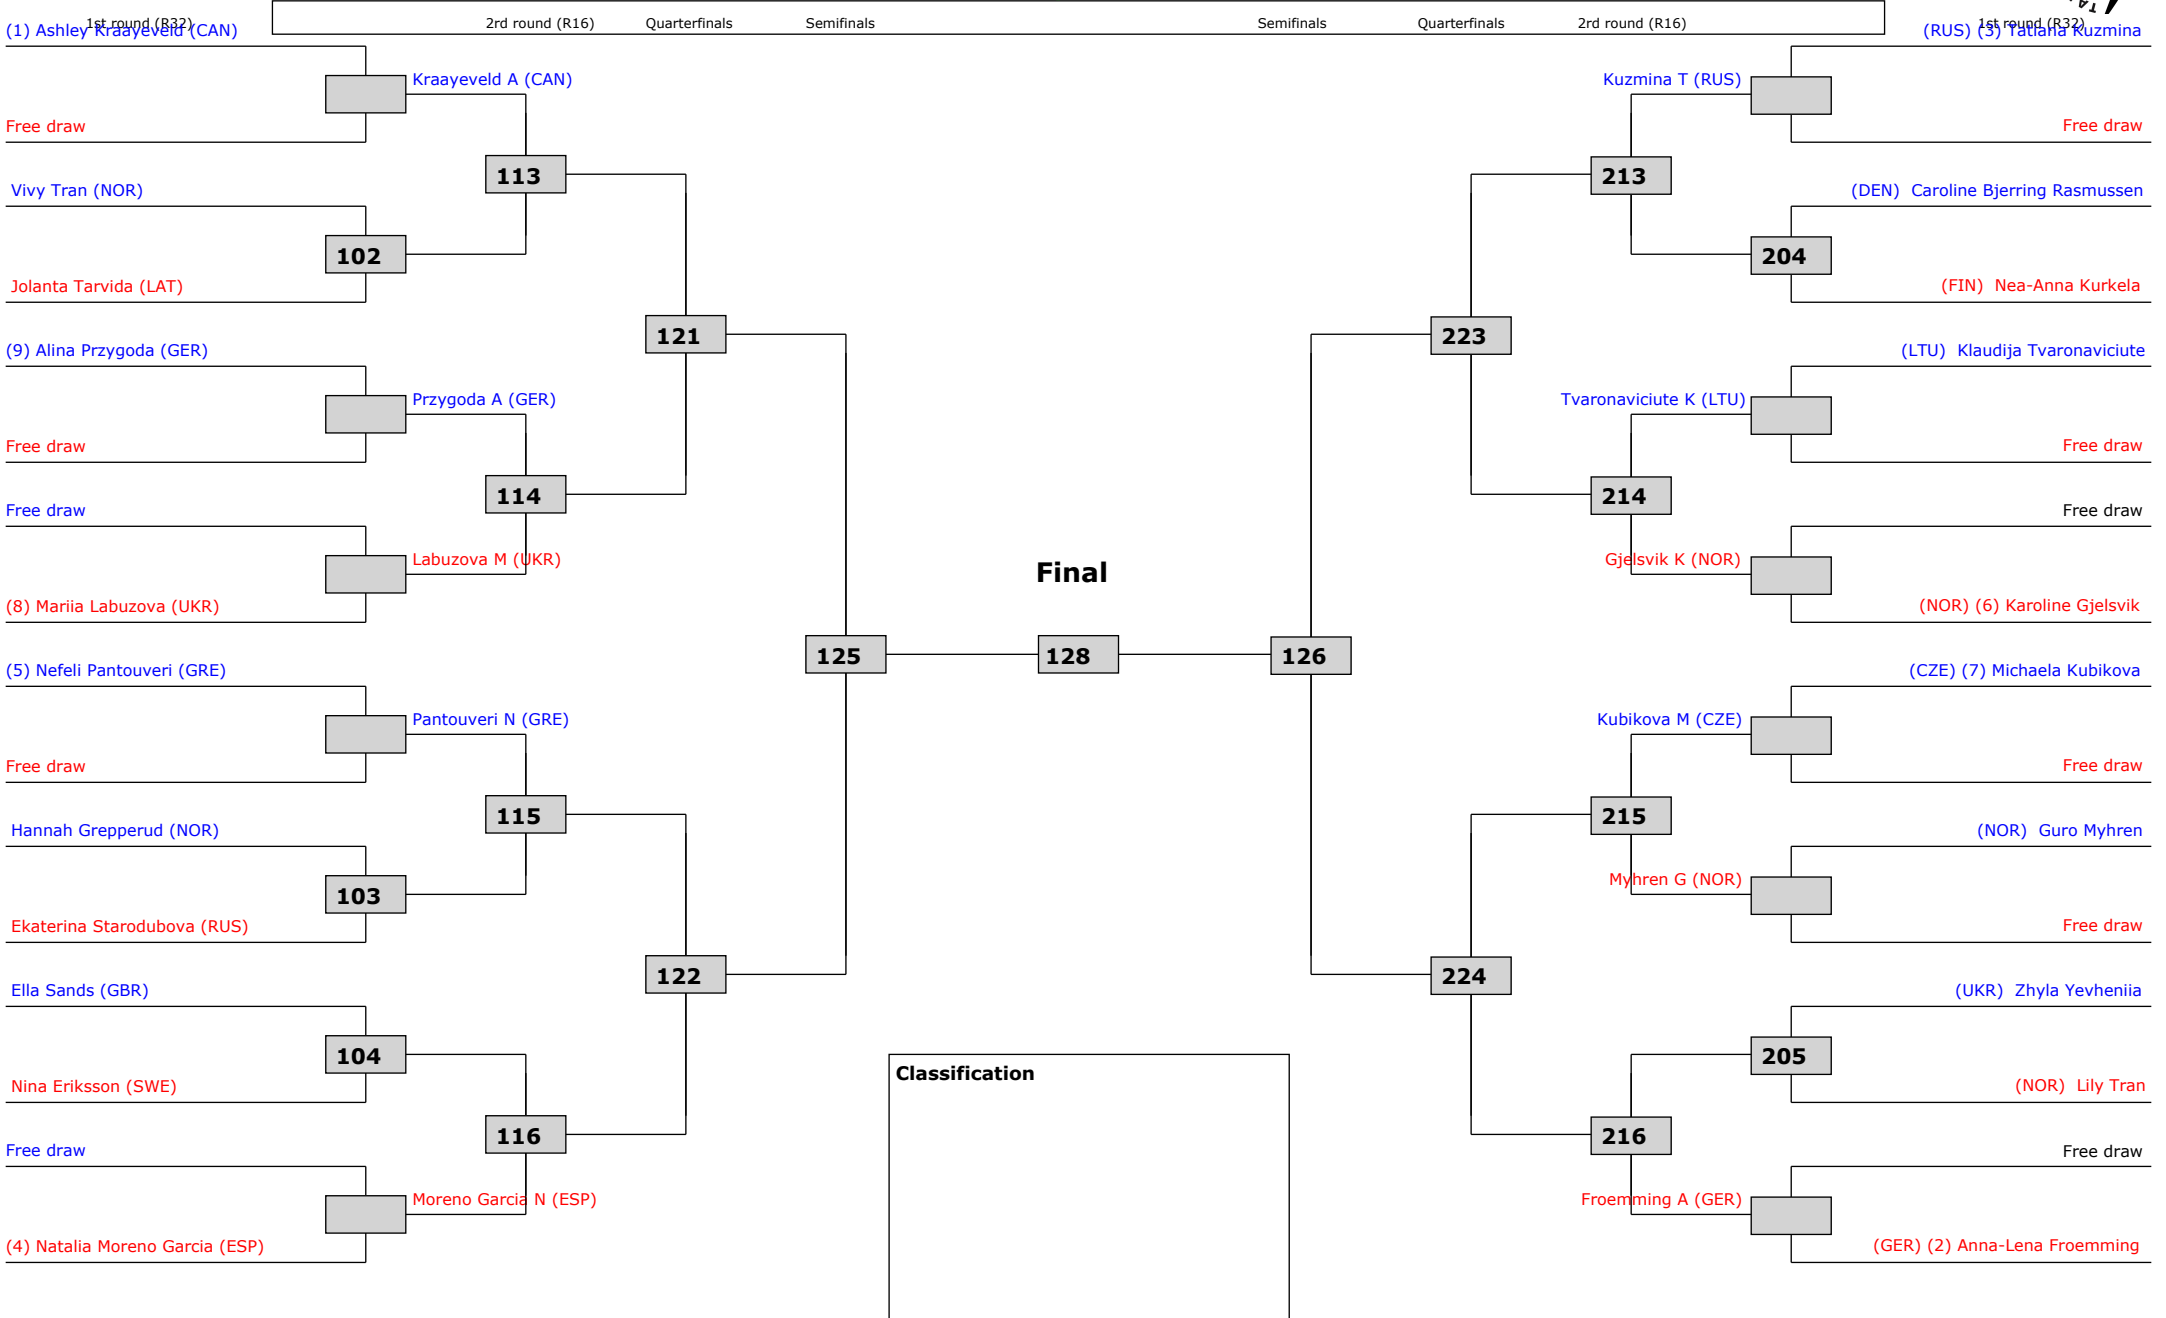 1st round (R32)
2rd round (R16)
Quarterfinals
Semifinals
Semifinals
Quarterfinals
2rd round (R16)
1st round (R32)
(1) Ashley Kraayeveld (CAN)
(RUS) (3) Tatiana Kuzmina
Kraayeveld A (CAN)
Kuzmina T (RUS)
Free draw
Free draw
113
213
Vivy Tran (NOR)
(DEN) Caroline Bjerring Rasmussen
102
204
Jolanta Tarvida (LAT)
(FIN) Nea-Anna Kurkela
121
223
(9) Alina Przygoda (GER)
(LTU) Klaudija Tvaronaviciute
Przygoda A (GER)
Tvaronaviciute K (LTU)
Free draw
Free draw
114
214
Free draw
Free draw
Labuzova M (UKR)
Gjelsvik K (NOR)
Final
(8) Mariia Labuzova (UKR)
(NOR) (6) Karoline Gjelsvik
125
128
126
(5) Nefeli Pantouveri (GRE)
(CZE) (7) Michaela Kubikova
Pantouveri N (GRE)
Kubikova M (CZE)
Free draw
Free draw
115
215
Hannah Grepperud (NOR)
(NOR) Guro Myhren
103
Myhren G (NOR)
Ekaterina Starodubova (RUS)
Free draw
122
224
Ella Sands (GBR)
(UKR) Zhyla Yevheniia
104
205
Nina Eriksson (SWE)
(NOR) Lily Tran
Classification
116
216
Free draw
Free draw
Moreno Garcia N (ESP)
Froemming A (GER)
(4) Natalia Moreno Garcia (ESP)
(GER) (2) Anna-Lena Froemming